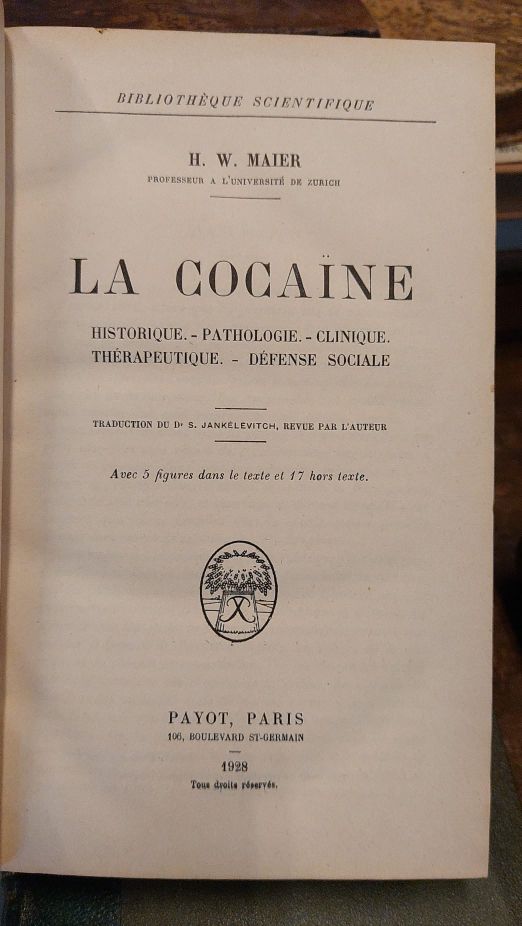 BIBLIOTHÈQUE SCIENTIFIQUE
H. W. MAIER
PROFESSEUR A L'UNIVERSITÉ DE ZURICH
LA COCAÏNE
HISTORIQUE. - PATHOLOGIE. - CLINIQUE.
THÉRAPEUTIQUE. - DÉFENSE SOCIALE
TRADUCTION DU Dr S. JANKÉLÉVITCH, REVUE PAR L'AUTEUR
Avec 5 figures dans le texte et 17 hors texte.
PAYOT, PARIS
106, BOULEVARD ST-GERMAIN
1928
Tous droits réservés.